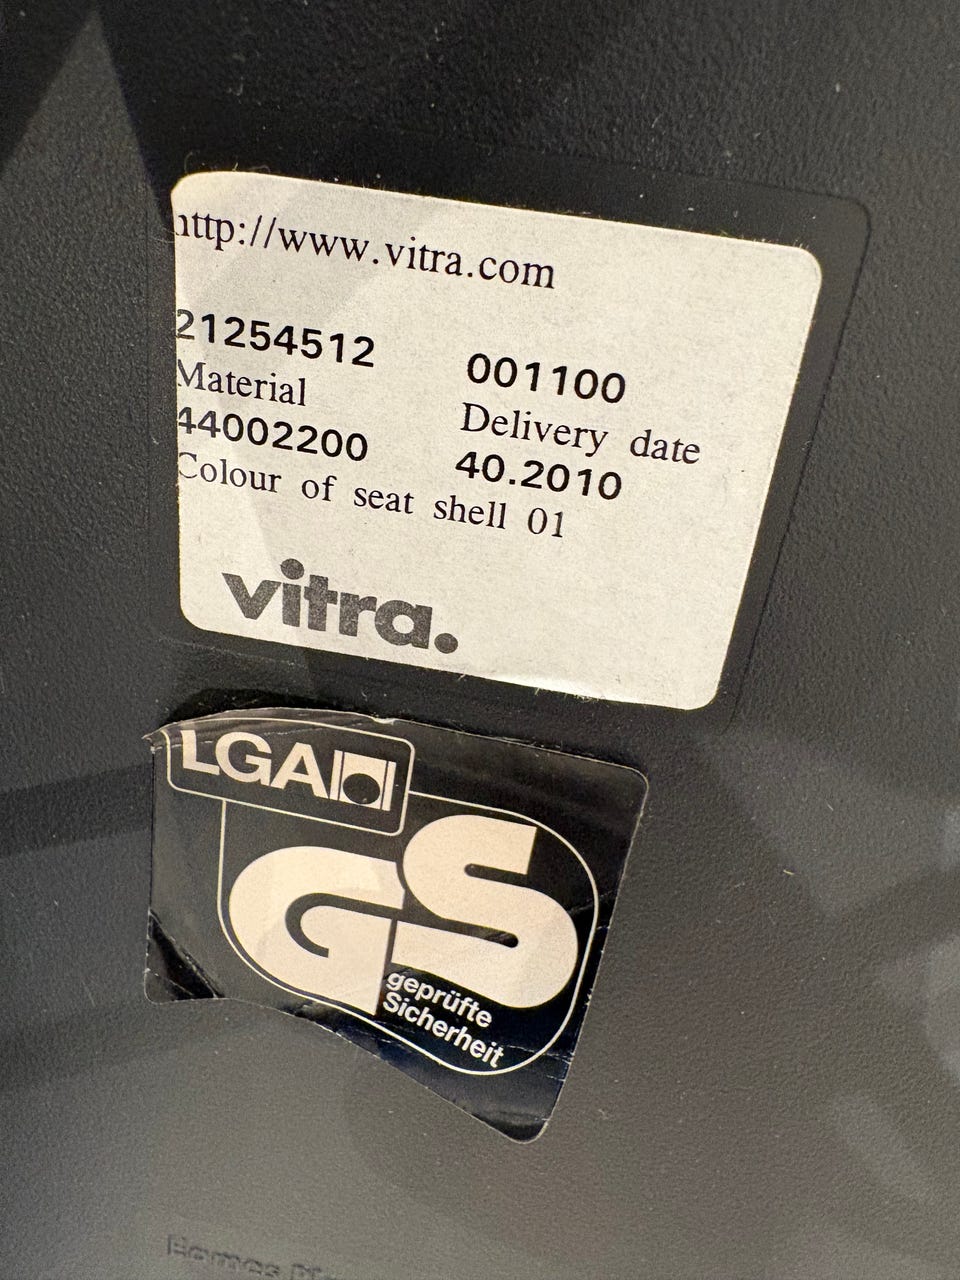 http://www.vitra.com
21254512 001100
Material Delivery date
44002200 40.2010
Colour of seat shell 01
vitra.
LGA
GS
geprüfte
Sicherheit
Eames